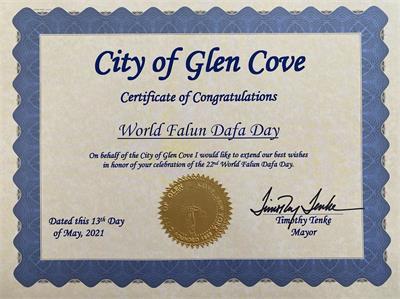 City of Glen Cove
Certificate of Congratulations
World Falun Dafa Day
On behalf of the City of Glen Cove I would like to extend our best wishes
in honor of your celebration of the 22nd World Falun Dafa Day.
Dated this 13th Day
of May, 2021
Timothy Tenke
Timothy Tenke
Mayor